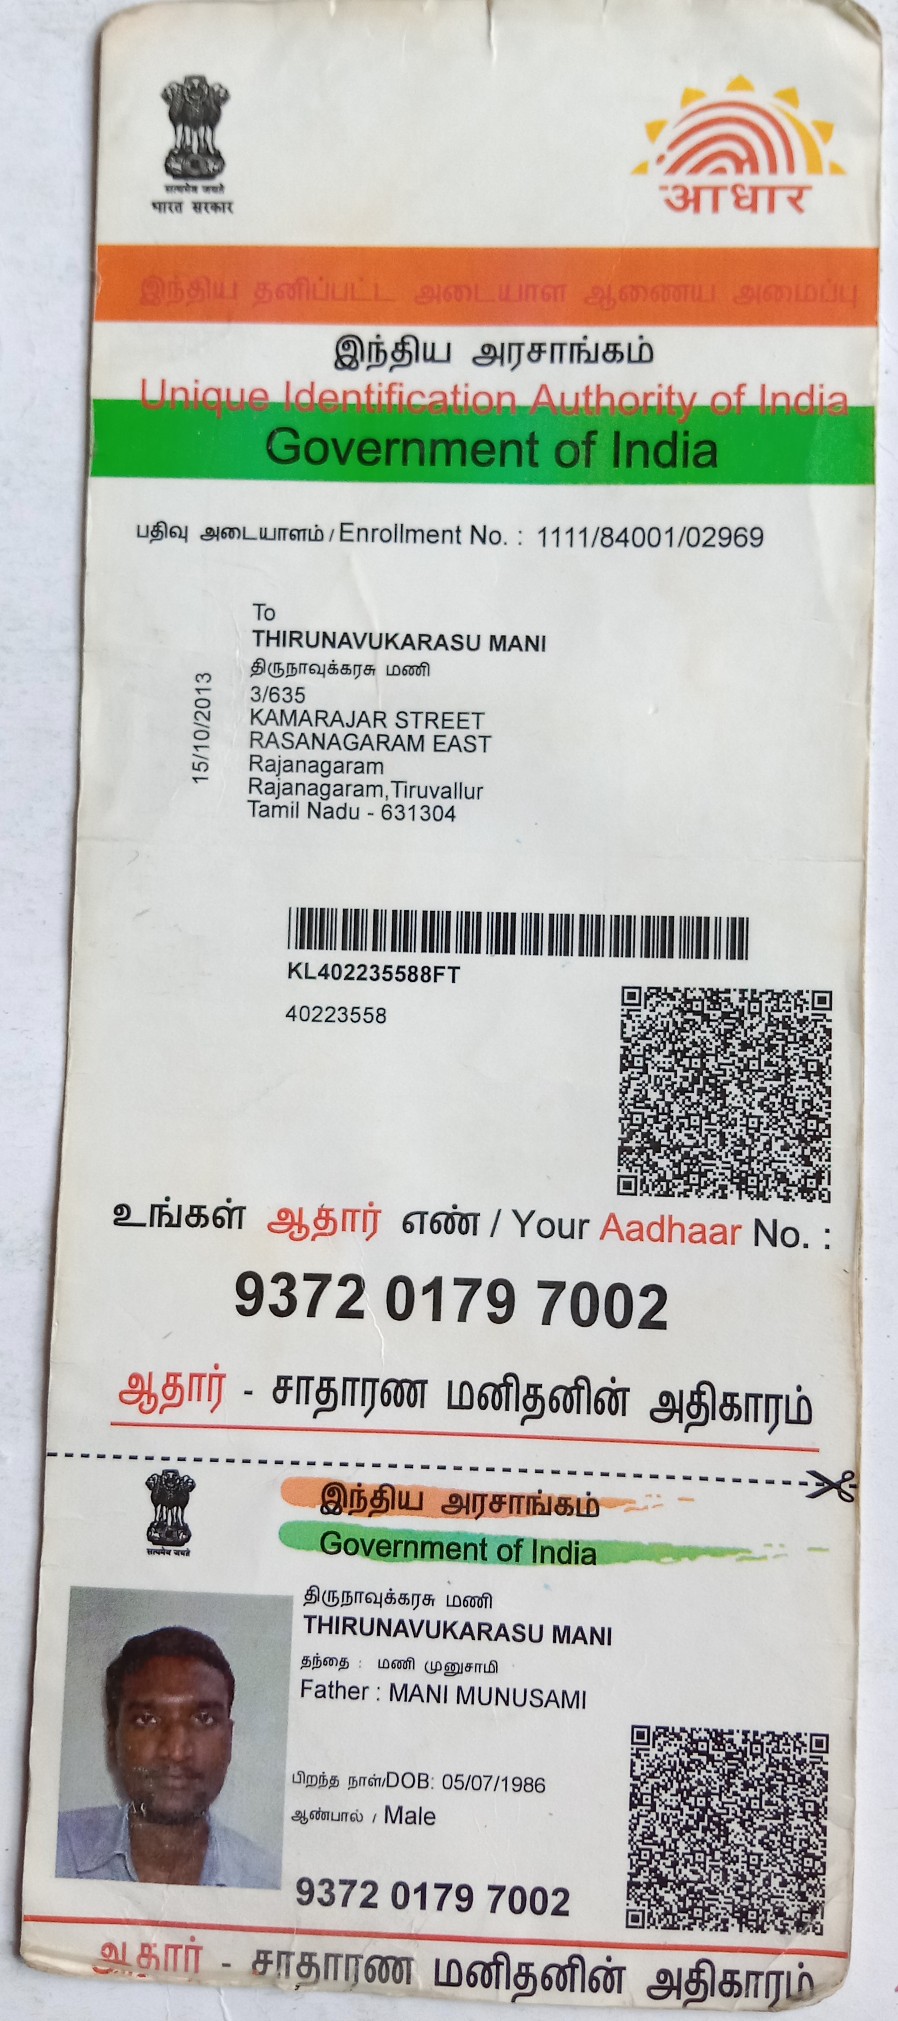 सत्यमेव जयते
भारत सरकार
आधार
இந்திய தனிப்பட்ட அடையாள ஆணைய அமைப்பு
இந்திய அரசாங்கம்
Unique Identification Authority of India
Government of India
பதிவு அடையாளம் / Enrollment No. : 1111/84001/02969
To
THIRUNAVUKARASU MANI
திருநாவுக்கரசு மணி
3/635
KAMARAJAR STREET
RASANAGARAM EAST
Rajanagaram
Rajanagaram,Tiruvallur
Tamil Nadu - 631304
15/10/2013
KL402235588FT
40223558
உங்கள் ஆதார் எண் / Your Aadhaar No. :
9372 0179 7002
ஆதார் - சாதாரண மனிதனின் அதிகாரம்
सत्यमेव जयते
இந்திய அரசாங்கம்
Government of India
திருநாவுக்கரசு மணி
THIRUNAVUKARASU MANI
தந்தை : மணி முனுசாமி
Father : MANI MUNUSAMI
பிறந்த நாள்/DOB: 05/07/1986
ஆண்பால் / Male
9372 0179 7002
ஆதார் - சாதாரண மனிதனின் அதிகாரம்